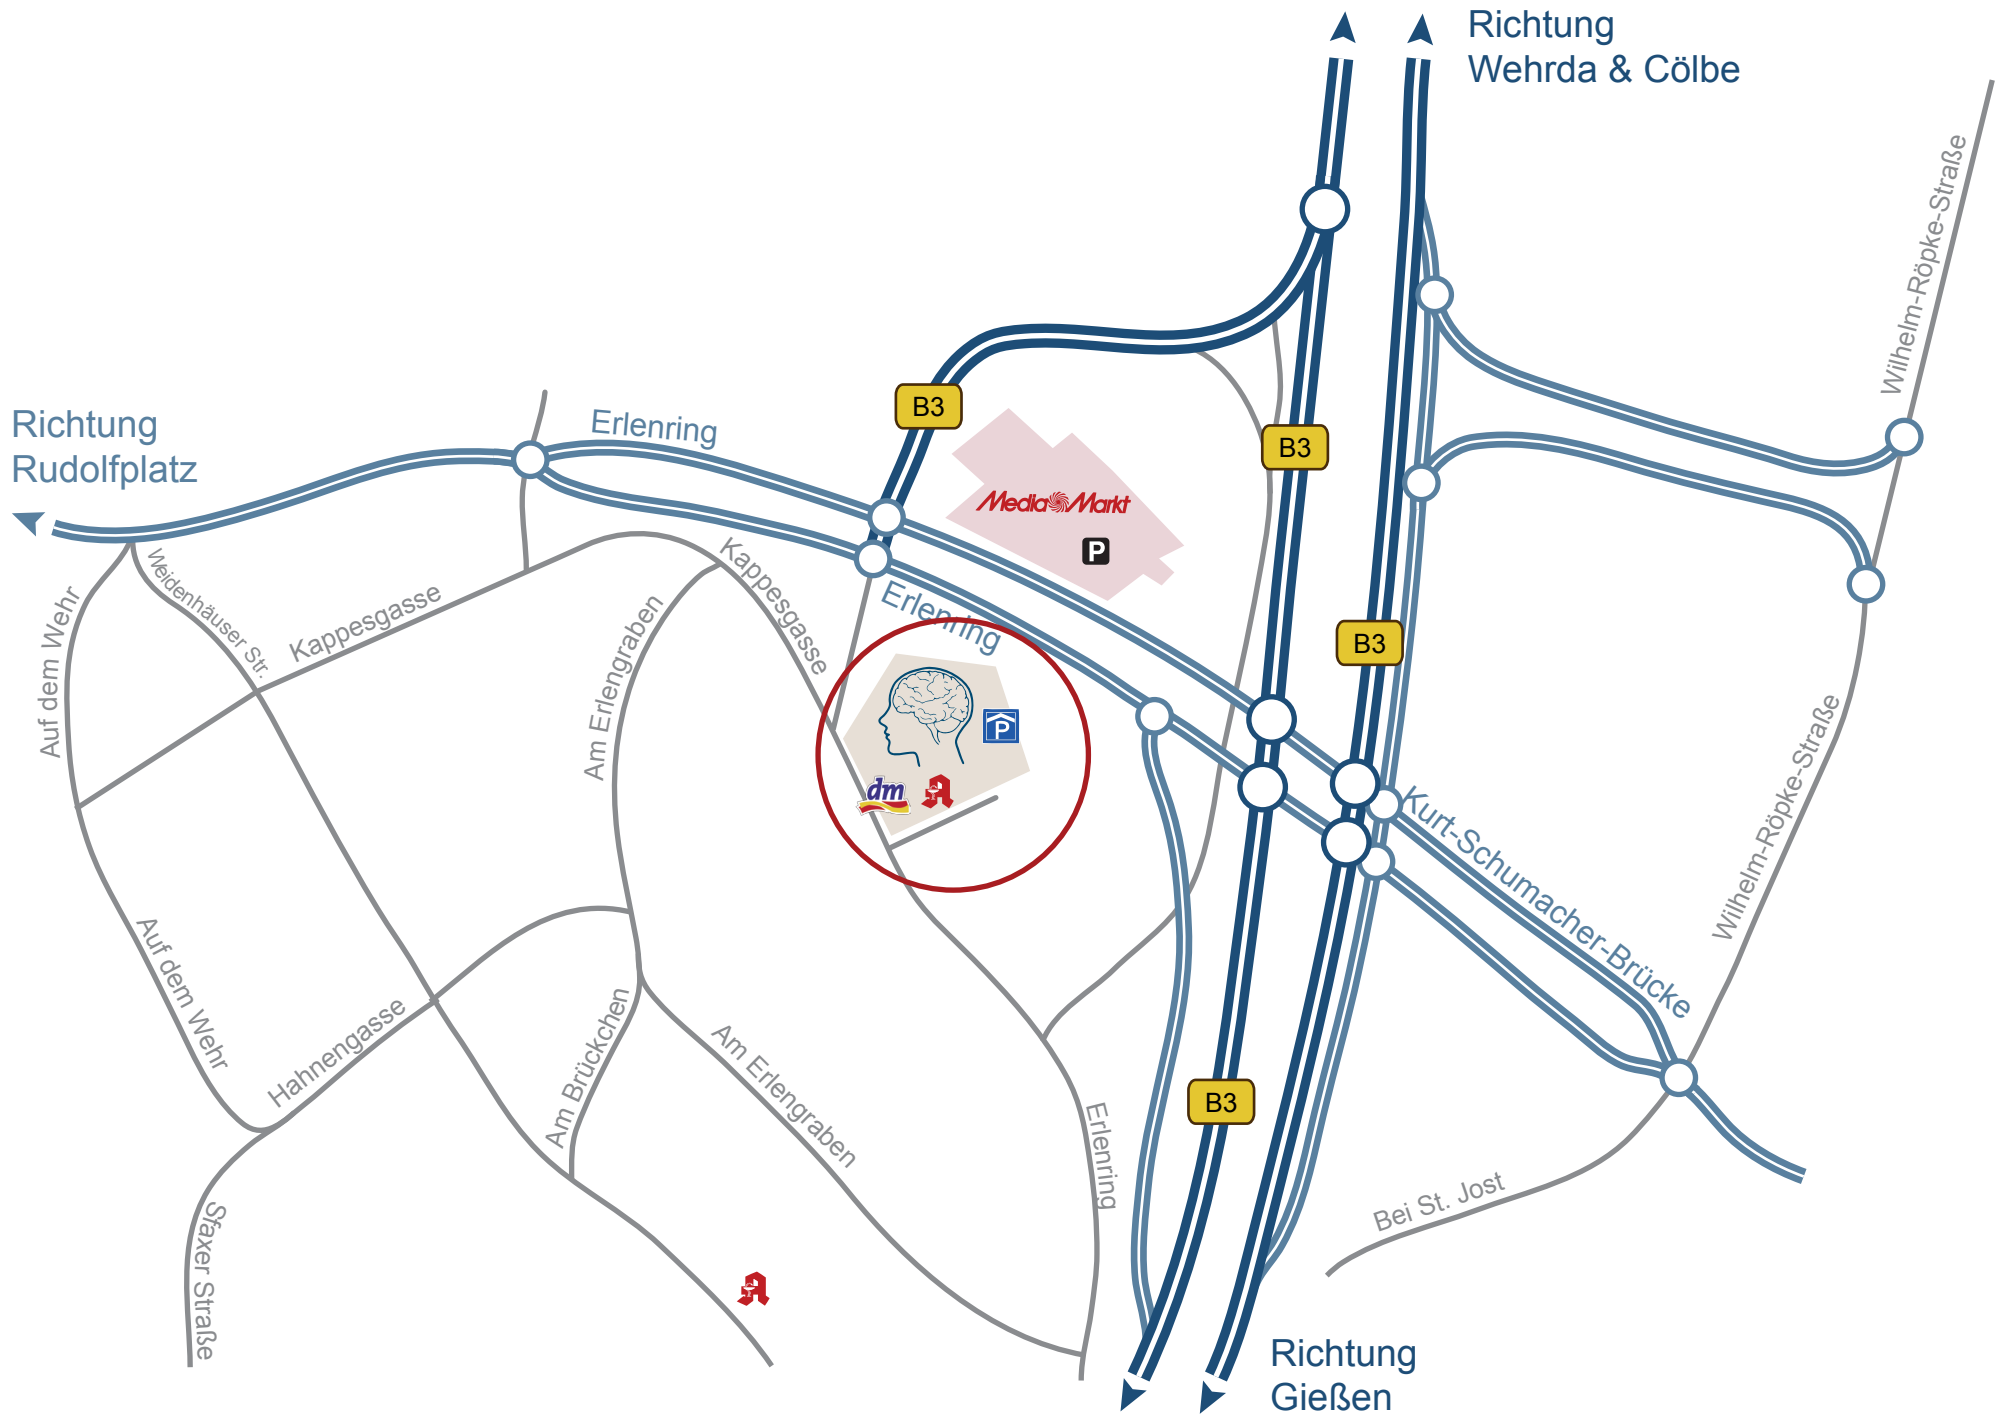 Richtung
Wehrda & Cölbe
Wilhelm-Röpke-Straße
B3
Richtung
Rudolfplatz
Erlenring
B3
MediaMarkt
P
Weidenhäuser Str.
Kappesgasse
Kappesgasse
Erlenring
Auf dem Wehr
Am Erlengraben
B3
P
dm
A
Kurt-Schumacher-Brücke
Wilhelm-Röpke-Straße
Auf dem Wehr
Hahnengasse
Am Brückchen
Am Erlengraben
B3
Erlenring
Bei St. Jost
Sfaxer Straße
A
Richtung
Gießen